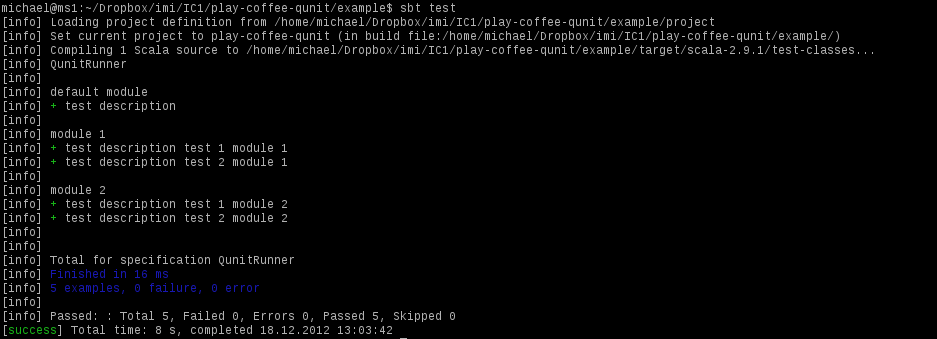 michael@ms1:~/Dropbox/imi/IC1/play-coffee-qunit/example$ sbt test
[info] Loading project definition from /home/michael/Dropbox/imi/IC1/play-coffee-qunit/example/project
[info] Set current project to play-coffee-qunit (in build file:/home/michael/Dropbox/imi/IC1/play-coffee-qunit/example/)
[info] Compiling 1 Scala source to /home/michael/Dropbox/imi/IC1/play-coffee-qunit/example/target/scala-2.9.1/test-classes...
[info] QunitRunner
[info]
[info] default module
[info] + test description
[info]
[info] module 1
[info] + test description test 1 module 1
[info] + test description test 2 module 1
[info]
[info] module 2
[info] + test description test 1 module 2
[info] + test description test 2 module 2
[info]
[info]
[info] Total for specification QunitRunner
[info] Finished in 16 ms
[info] 5 examples, 0 failure, 0 error
[info]
[info] Passed: : Total 5, Failed 0, Errors 0, Passed 5, Skipped 0
[success] Total time: 8 s, completed 18.12.2012 13:03:42